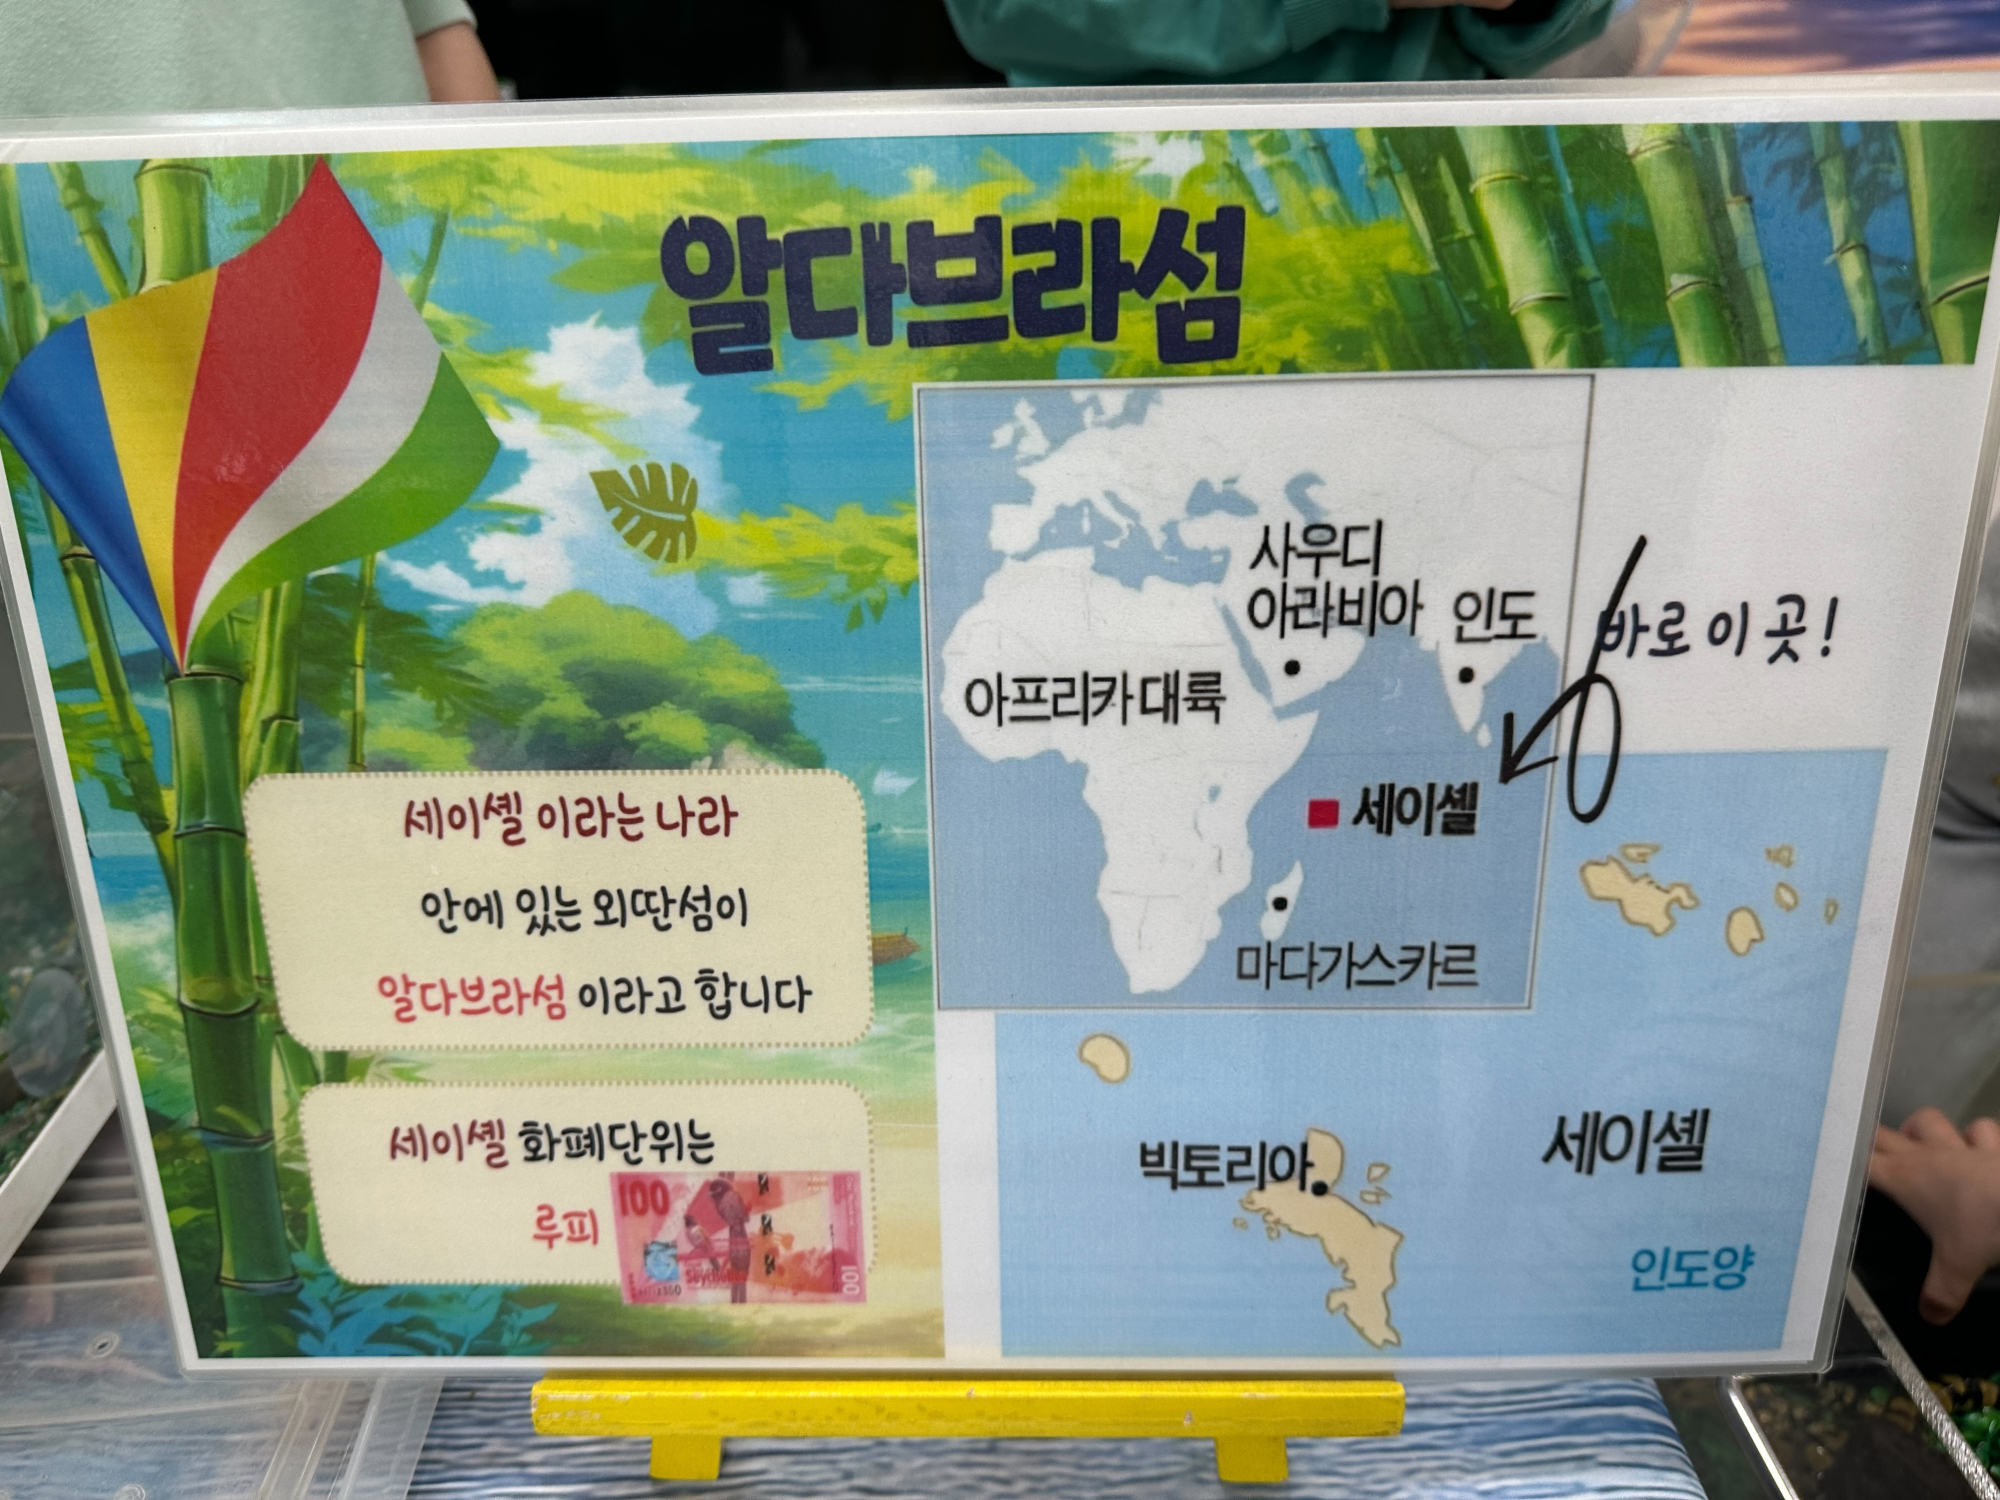 알다브라섬
사우디
아라비아
인도
바로 이 곳!
아프리카 대륙
세이셸
마다가스카르
세이셸 이라는 나라
안에 있는 외딴섬이
알다브라섬 이라고 합니다
세이셸 화폐단위는
루피
100
Seychelles
100
빅토리아
세이셸
인도양